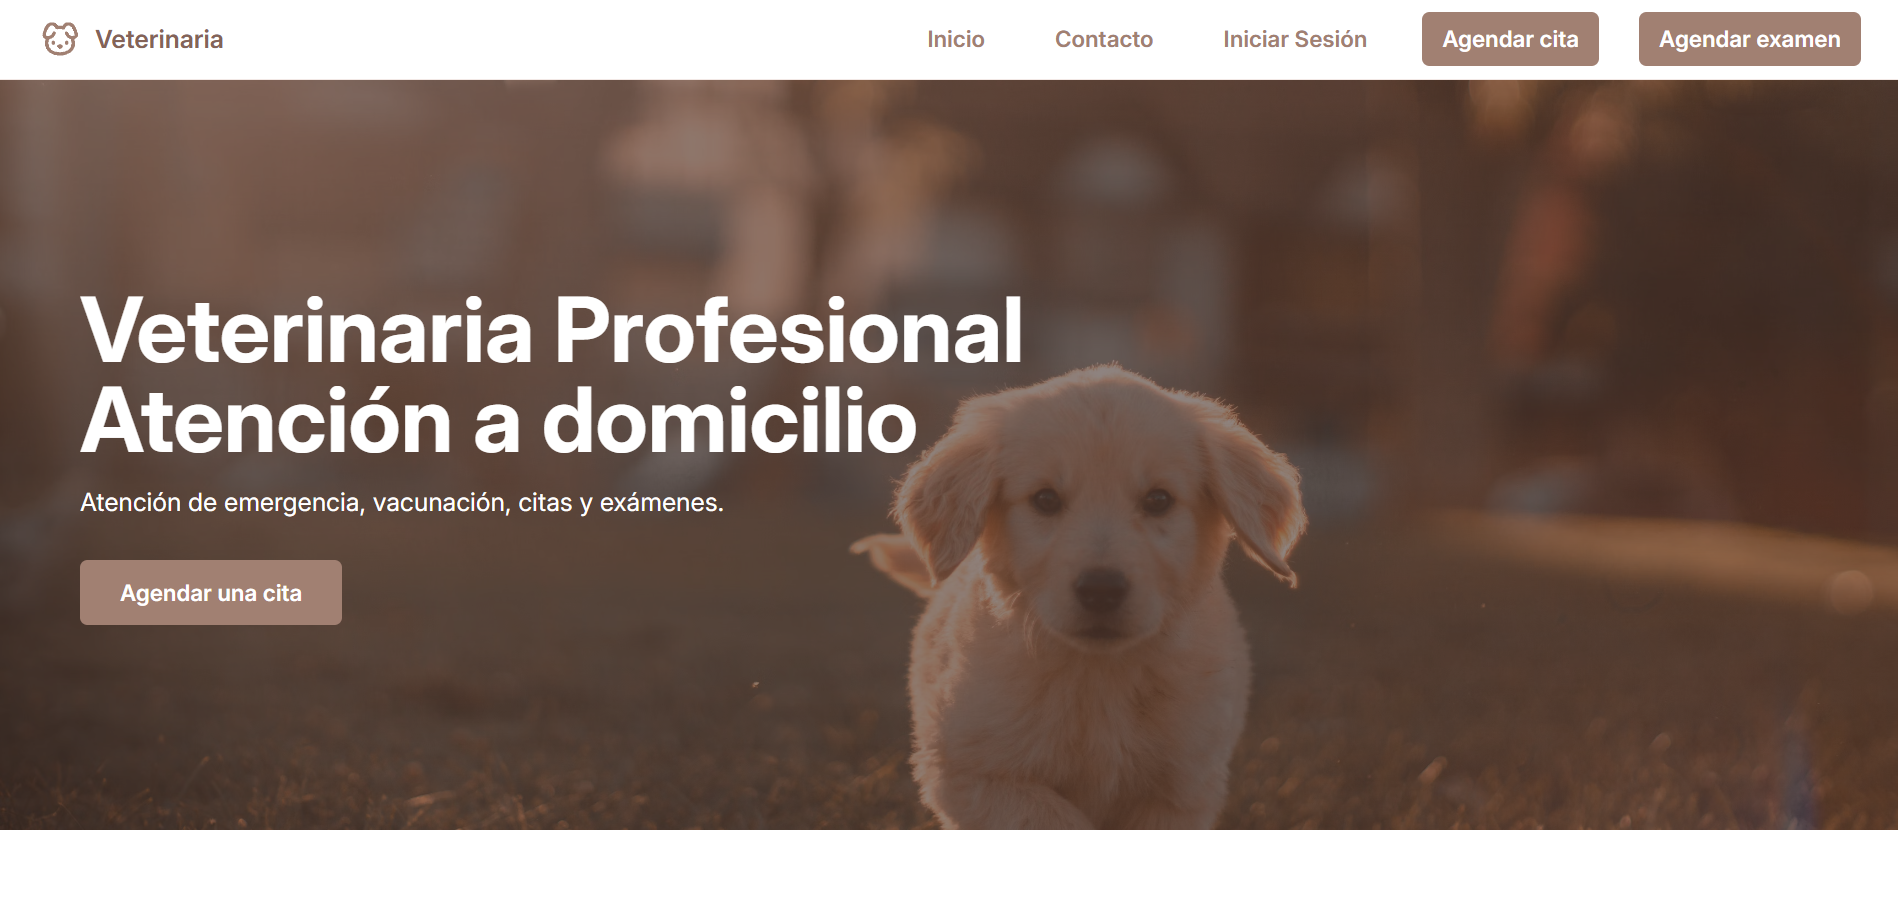 Veterinaria
Inicio
Contacto
Iniciar Sesión
Agendar cita
Agendar examen
Veterinaria Profesional
Atención a domicilio
Atención de emergencia, vacunación, citas y exámenes.
Agendar una cita